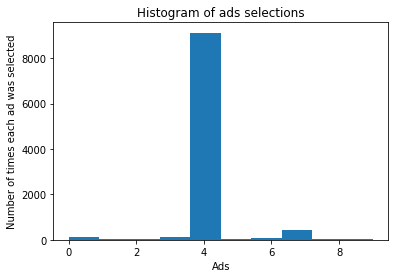 Histogram of ads selections
Number of times each ad was selected
8000
6000
4000
2000
0
0 2 4 6 8
Ads